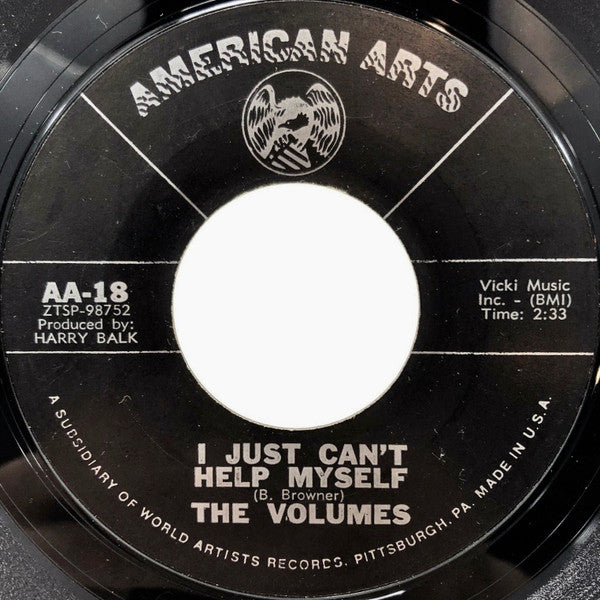 AMERICAN ARTS
AA-18
ZTSP-98752
Produced by:
HARRY BALK
Vicki Music
Inc. - (BMI)
Time: 2:33
I JUST CAN'T
HELP MYSELF
(B. Browner)
THE VOLUMES
A SUBSIDIARY OF WORLD ARTISTS RECORDS, PITTSBURGH, PA. MADE IN U.S.A.